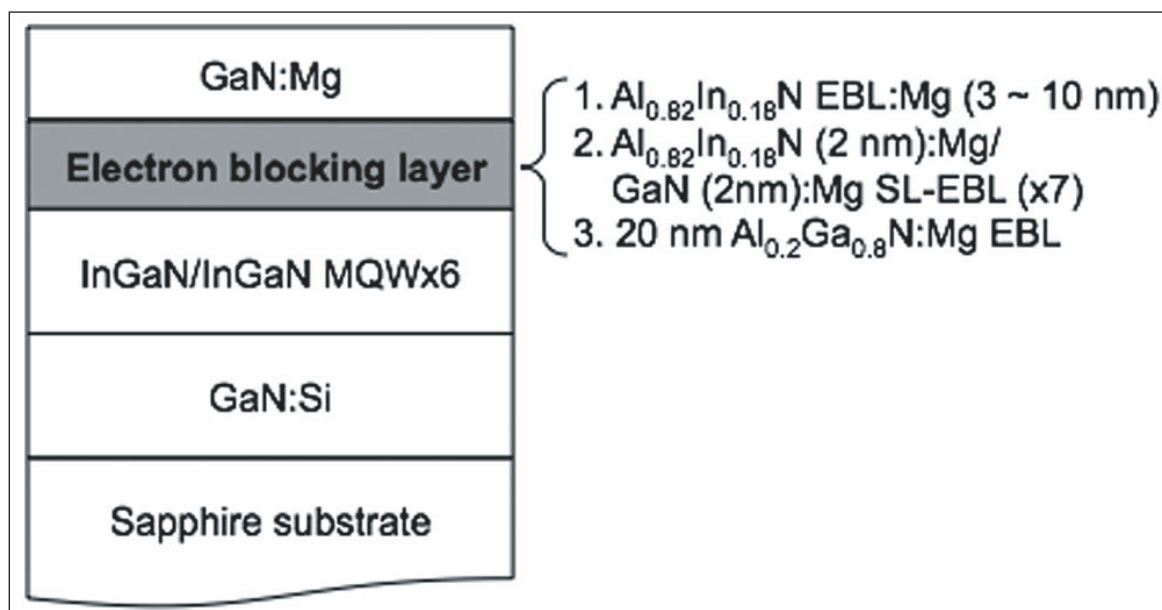 GaN:Mg
Electron blocking layer
InGaN/InGaN MQWx6
GaN:Si
Sapphire substrate
1. Al₀.₈₂In₀.₁₈N EBL:Mg (3 ~ 10 nm)
2. Al₀.₈₂In₀.₁₈N (2 nm):Mg/
GaN (2nm):Mg SL-EBL (x7)
3. 20 nm Al₀.₂Ga₀.₈N:Mg EBL